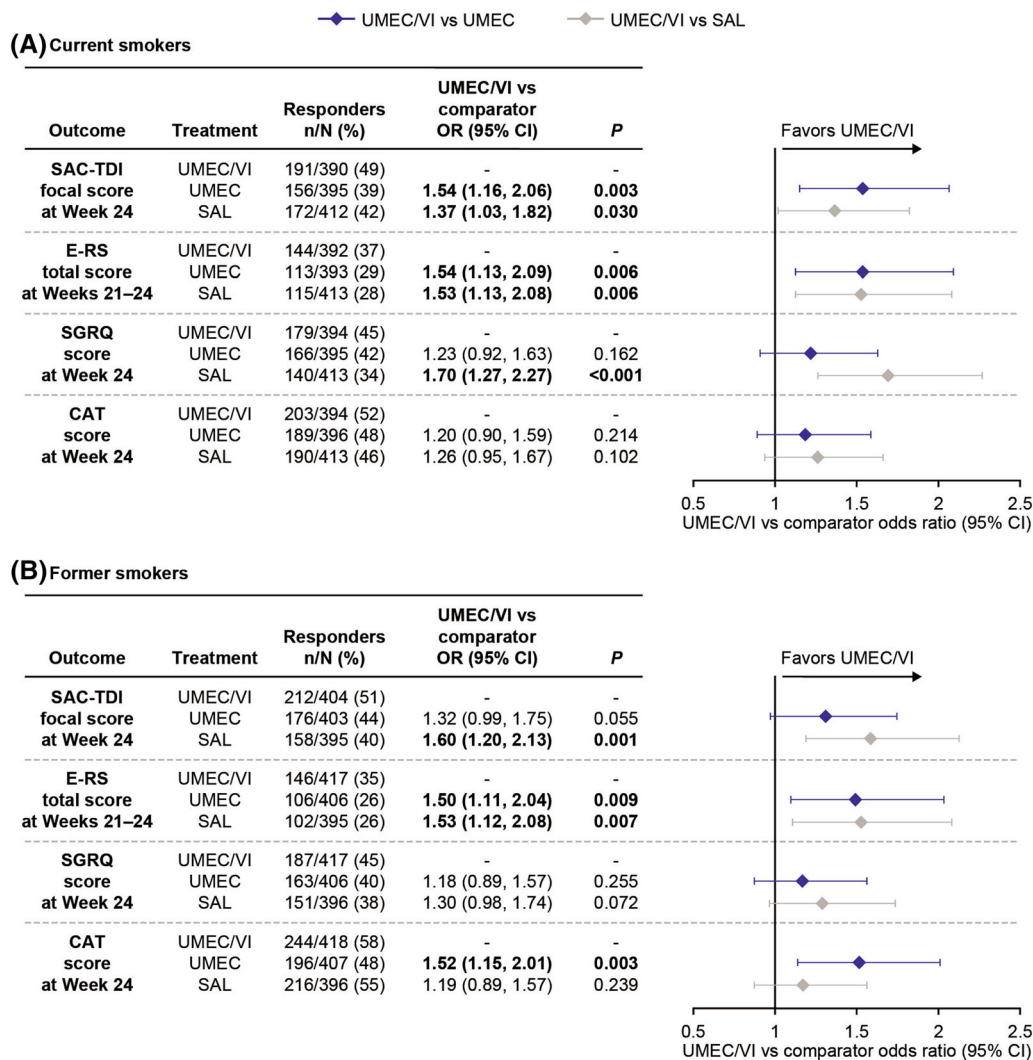 UMEC/VI vs UMEC UMEC/VI vs SAL
(A) Current smokers
UMEC/VI vs
comparator
OR (95% CI)
Responders
n/N (%)
Outcome Treatment P Favors UMEC/VI
SAC-TDI UMEC/VI 191/390 (49) - -
focal score UMEC 156/395 (39) 1.54 (1.16, 2.06) 0.003
at Week 24 SAL 172/412 (42) 1.37 (1.03, 1.82) 0.030
E-RS UMEC/VI 144/392 (37) - -
total score UMEC 113/393 (29) 1.54 (1.13, 2.09) 0.006
at Weeks 21–24 SAL 115/413 (28) 1.53 (1.13, 2.08) 0.006
SGRQ UMEC/VI 179/394 (45) - -
score UMEC 166/395 (42) 1.23 (0.92, 1.63) 0.162
at Week 24 SAL 140/413 (34) 1.70 (1.27, 2.27) <0.001
CAT UMEC/VI 203/394 (52) - -
score UMEC 189/396 (48) 1.20 (0.90, 1.59) 0.214
at Week 24 SAL 190/413 (46) 1.26 (0.95, 1.67) 0.102
0.5 1 1.5 2 2.5
UMEC/VI vs comparator odds ratio (95% CI)
(B) Former smokers
UMEC/VI vs
comparator
OR (95% CI)
Responders
n/N (%)
Outcome Treatment P Favors UMEC/VI
SAC-TDI UMEC/VI 212/404 (51) - -
focal score UMEC 176/403 (44) 1.32 (0.99, 1.75) 0.055
at Week 24 SAL 158/395 (40) 1.60 (1.20, 2.13) 0.001
E-RS UMEC/VI 146/417 (35) - -
total score UMEC 106/406 (26) 1.50 (1.11, 2.04) 0.009
at Weeks 21–24 SAL 102/395 (26) 1.53 (1.12, 2.08) 0.007
SGRQ UMEC/VI 187/417 (45) - -
score UMEC 163/406 (40) 1.18 (0.89, 1.57) 0.255
at Week 24 SAL 151/396 (38) 1.30 (0.98, 1.74) 0.072
CAT UMEC/VI 244/418 (58) - -
score UMEC 196/407 (48) 1.52 (1.15, 2.01) 0.003
at Week 24 SAL 216/396 (55) 1.19 (0.89, 1.57) 0.239
0.5 1 1.5 2 2.5
UMEC/VI vs comparator odds ratio (95% CI)